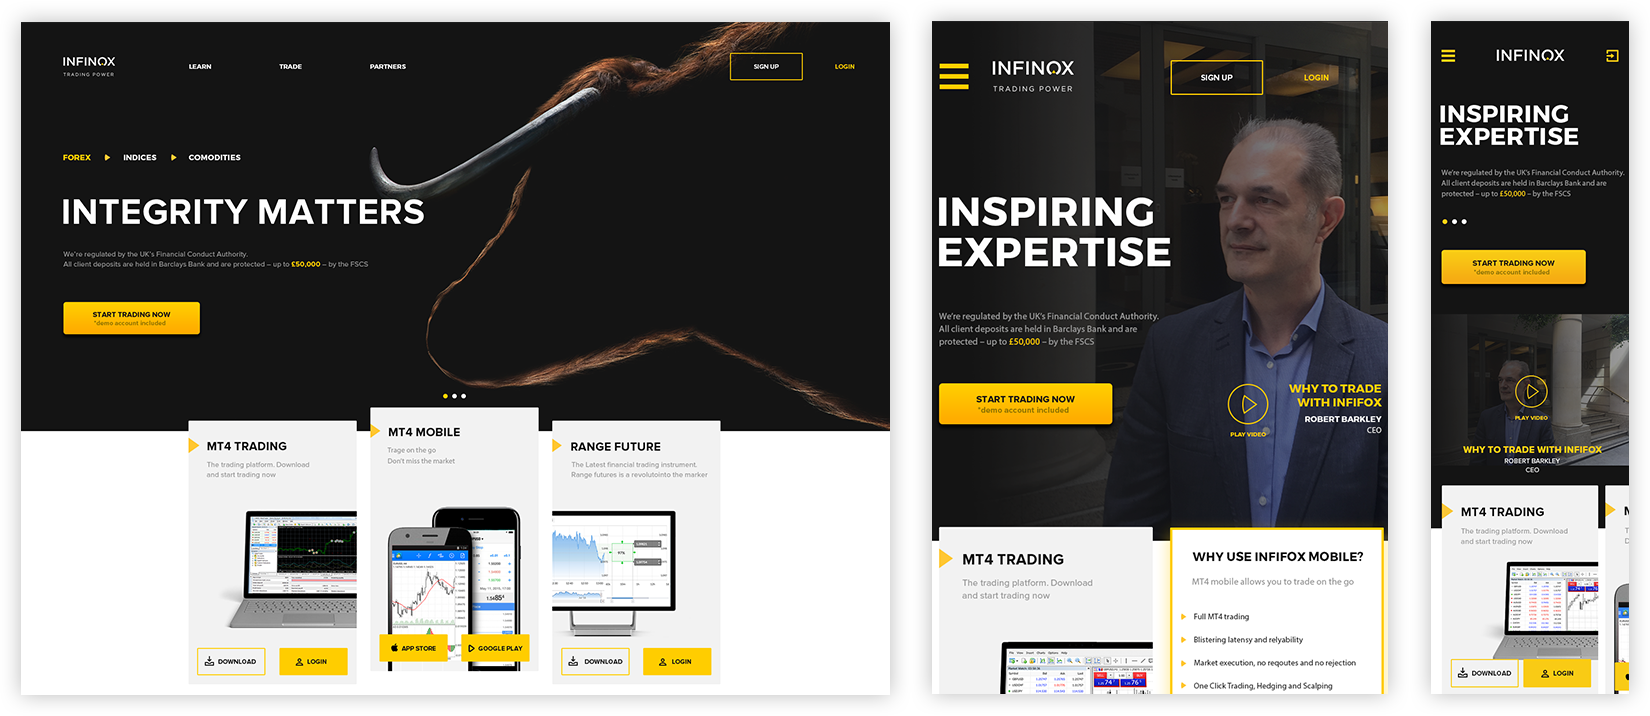 INFINOX
TRADING POWER
LEARN
TRADE
PARTNERS
SIGN UP
LOGIN
FOREX
INDICES
COMODITIES
INTEGRITY MATTERS
We're regulated by the UK's Financial Conduct Authority.
All client deposits are held in Barclays Bank and are protected – up to £50,000 – by the FSCS
START TRADING NOW
*demo account included
MT4 TRADING
The trading platform. Download
and start trading now
DOWNLOAD
LOGIN
MT4 MOBILE
Trage on the go
Don't miss the market
APP STORE
GOOGLE PLAY
RANGE FUTURE
The Latest financial trading instrument.
Range futures is a revolutointo the market
DOWNLOAD
LOGIN
INFINOX
TRADING POWER
SIGN UP
LOGIN
INSPIRING
EXPERTISE
We're regulated by the UK's Financial Conduct Authority.
All client deposits are held in Barclays Bank and are
protected – up to £50,000 – by the FSCS
START TRADING NOW
*demo account included
PLAY VIDEO
WHY TO TRADE
WITH INFIFOX
ROBERT BARKLEY
CEO
MT4 TRADING
The trading platform. Download
and start trading now
WHY USE INFIFOX MOBILE?
MT4 mobile allows you to trade on the go
Full MT4 trading
Blistering latensy and relyability
Market execution, no reqoutes and no rejection
One Click Trading, Hedging and Scalping
INFINOX
INSPIRING
EXPERTISE
We're regulated by the UK's Financial Conduct Authority.
All client deposits are held in Barclays Bank and are
protected – up to £50,000 – by the FSCS
START TRADING NOW
*demo account included
PLAY VIDEO
WHY TO TRADE WITH INFIFOX
ROBERT BARKLEY
CEO
MT4 TRADING
The trading platform. Download
and start trading now
DOWNLOAD
LOGIN